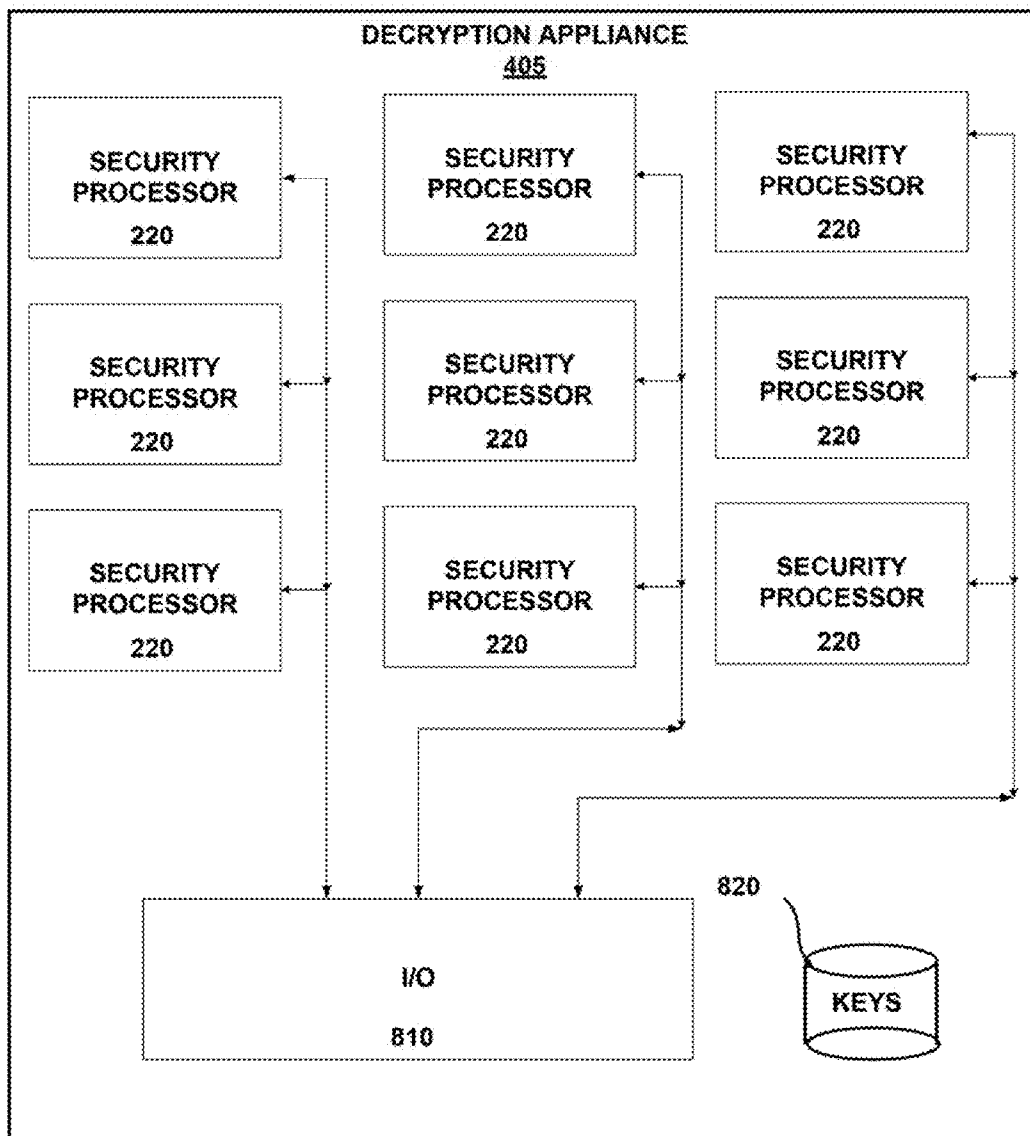 DECRYPTION APPLIANCE
405
SECURITY
PROCESSOR
220
SECURITY
PROCESSOR
220
SECURITY
PROCESSOR
220
SECURITY
PROCESSOR
220
SECURITY
PROCESSOR
220
SECURITY
PROCESSOR
220
SECURITY
PROCESSOR
220
SECURITY
PROCESSOR
220
SECURITY
PROCESSOR
220
820
I/O
810
KEYS